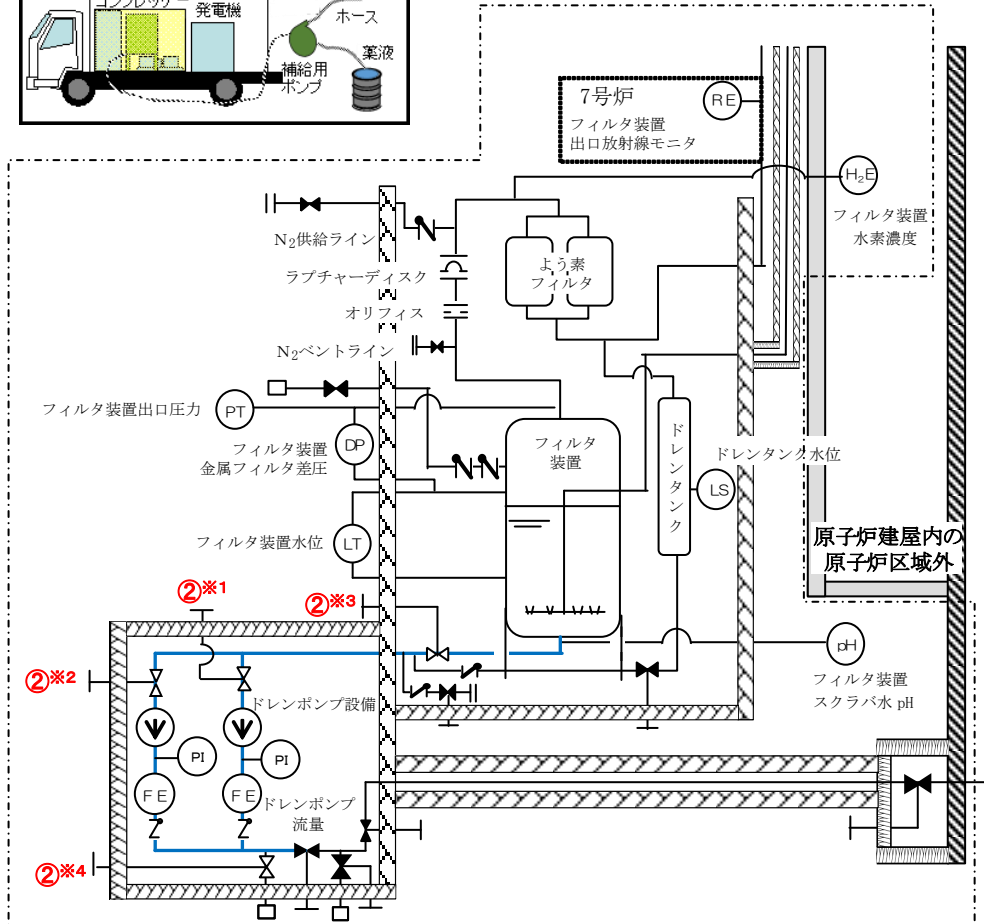 コンプレッサー
発電機
ホース
薬液
補給用
ポンプ
7号炉
フィルタ装置
出口放射線モニタ
RE
H₂E
フィルタ装置
水素濃度
N₂供給ライン
よう素
フィルタ
ラプチャーディスク
オリフィス
N₂ベントライン
フィルタ装置出口圧力
PT
フィルタ装置
金属フィルタ差圧
DP
フィルタ
装置
ドレンタンク
ドレンタンク水位
LS
フィルタ装置水位
LT
原子炉建屋内の
原子炉区域外
②※1
②※3
②※2
pH
フィルタ装置
スクラバ水 pH
ドレンポンプ設備
PI
PI
FE
FE
ドレンポンプ
流量
②※4